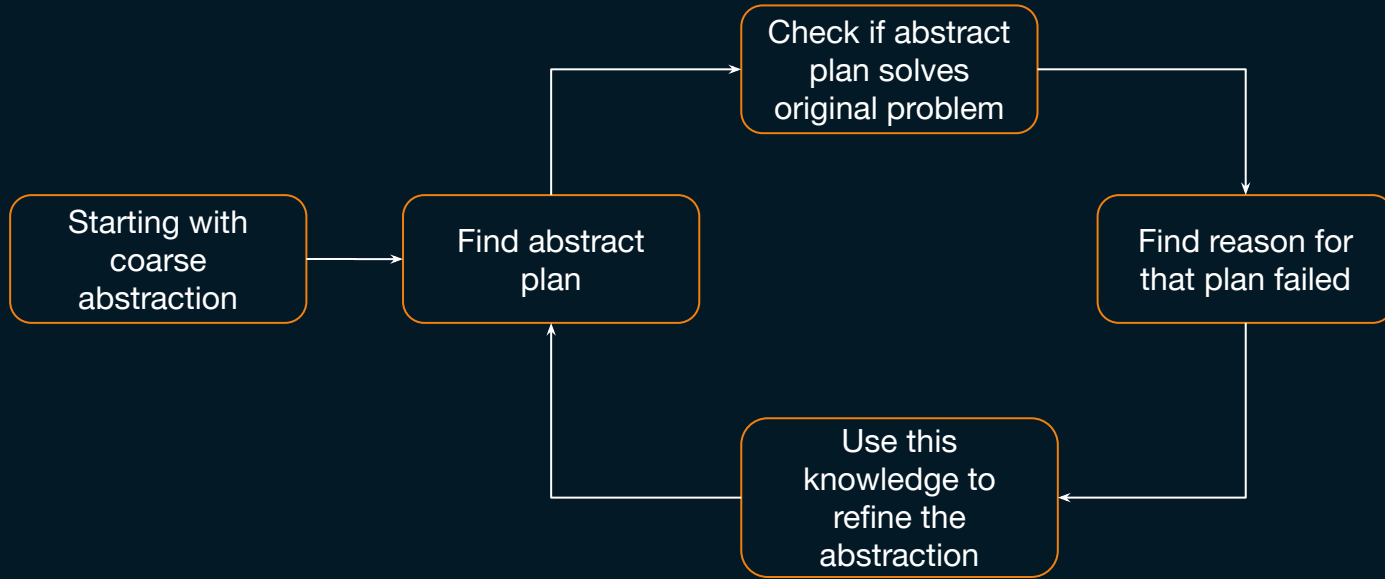 Starting with
coarse
abstraction
Find abstract
plan
Check if abstract
plan solves
original problem
Find reason for
that plan failed
Use this
knowledge to
refine the
abstraction